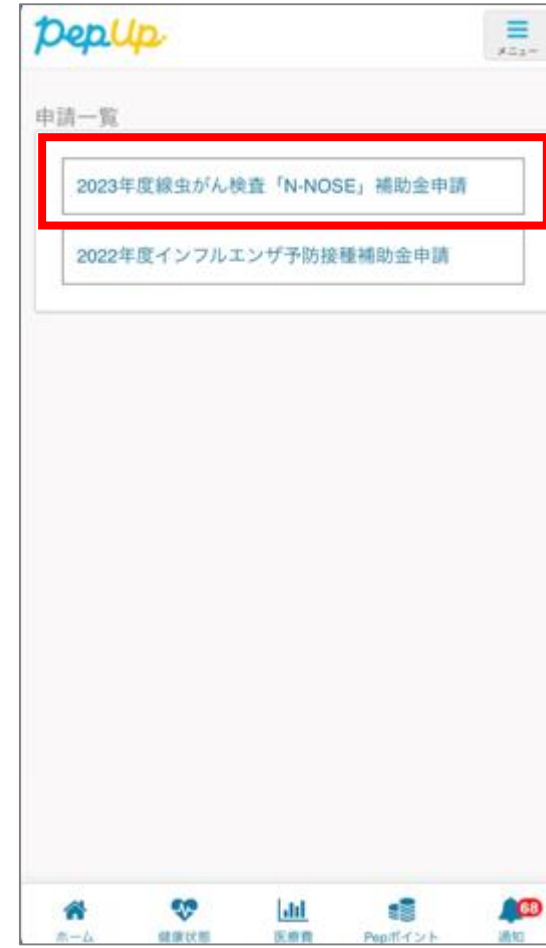 PepUp
メニュー
申請一覧
2023年度線虫がん検査「N-NOSE」補助金申請
2022年度インフルエンザ予防接種補助金申請
68
ホーム 健康状態 医療費 Pepポイント 通知